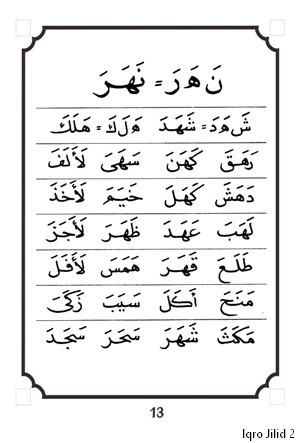 نَ هَ رَ = نَهَرَ
شَ هَ دَ = شَهَدَ هَ لَ كَ = هَلَكَ
رَهَقَ كَهَنَ سَهَىَ لَأَلَفَ
دَهَشَ كَهَلَ خَيَمَ لَأَخَذَ
لَهَبَ عَهَدَ ظَهَرَ لَأَجَزَ
طَلَعَ قَهَرَ هَمَسَ لَأَفَلَ
مَنَحَ أَكَلَ سَيَبَ زَكَىَ
مَكَثَ شَهَرَ سَحَرَ سَجَدَ
13
Iqro Jilid 2